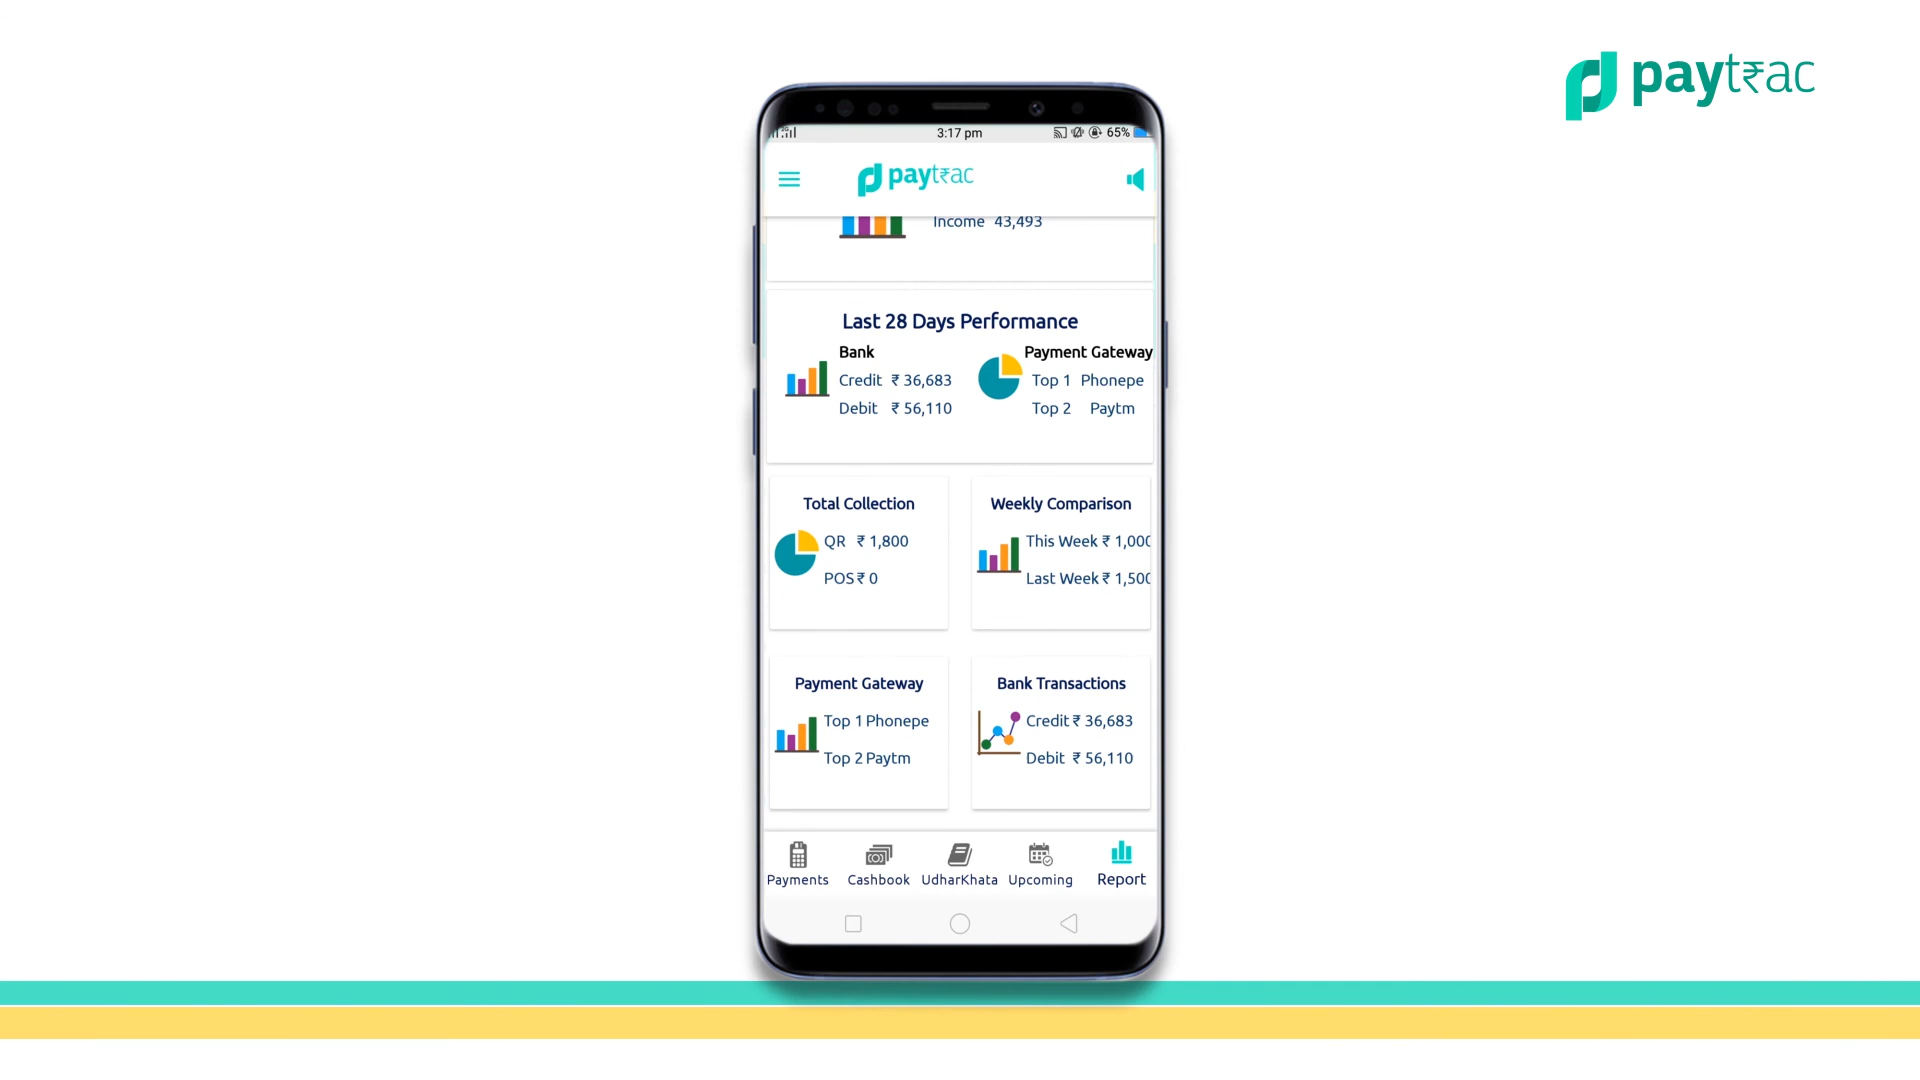 paytrac
3:17 pm 65%
paytrac
Income 43,493
Last 28 Days Performance
Bank
Credit ₹ 36,683
Debit ₹ 56,110
Payment Gateway
Top 1 Phonepe
Top 2 Paytm
Total Collection
QR ₹ 1,800
POS ₹ 0
Weekly Comparison
This Week ₹ 1,000
Last Week ₹ 1,500
Payment Gateway
Top 1 Phonepe
Top 2 Paytm
Bank Transactions
Credit ₹ 36,683
Debit ₹ 56,110
Payments
Cashbook
UdharKhata
Upcoming
Report